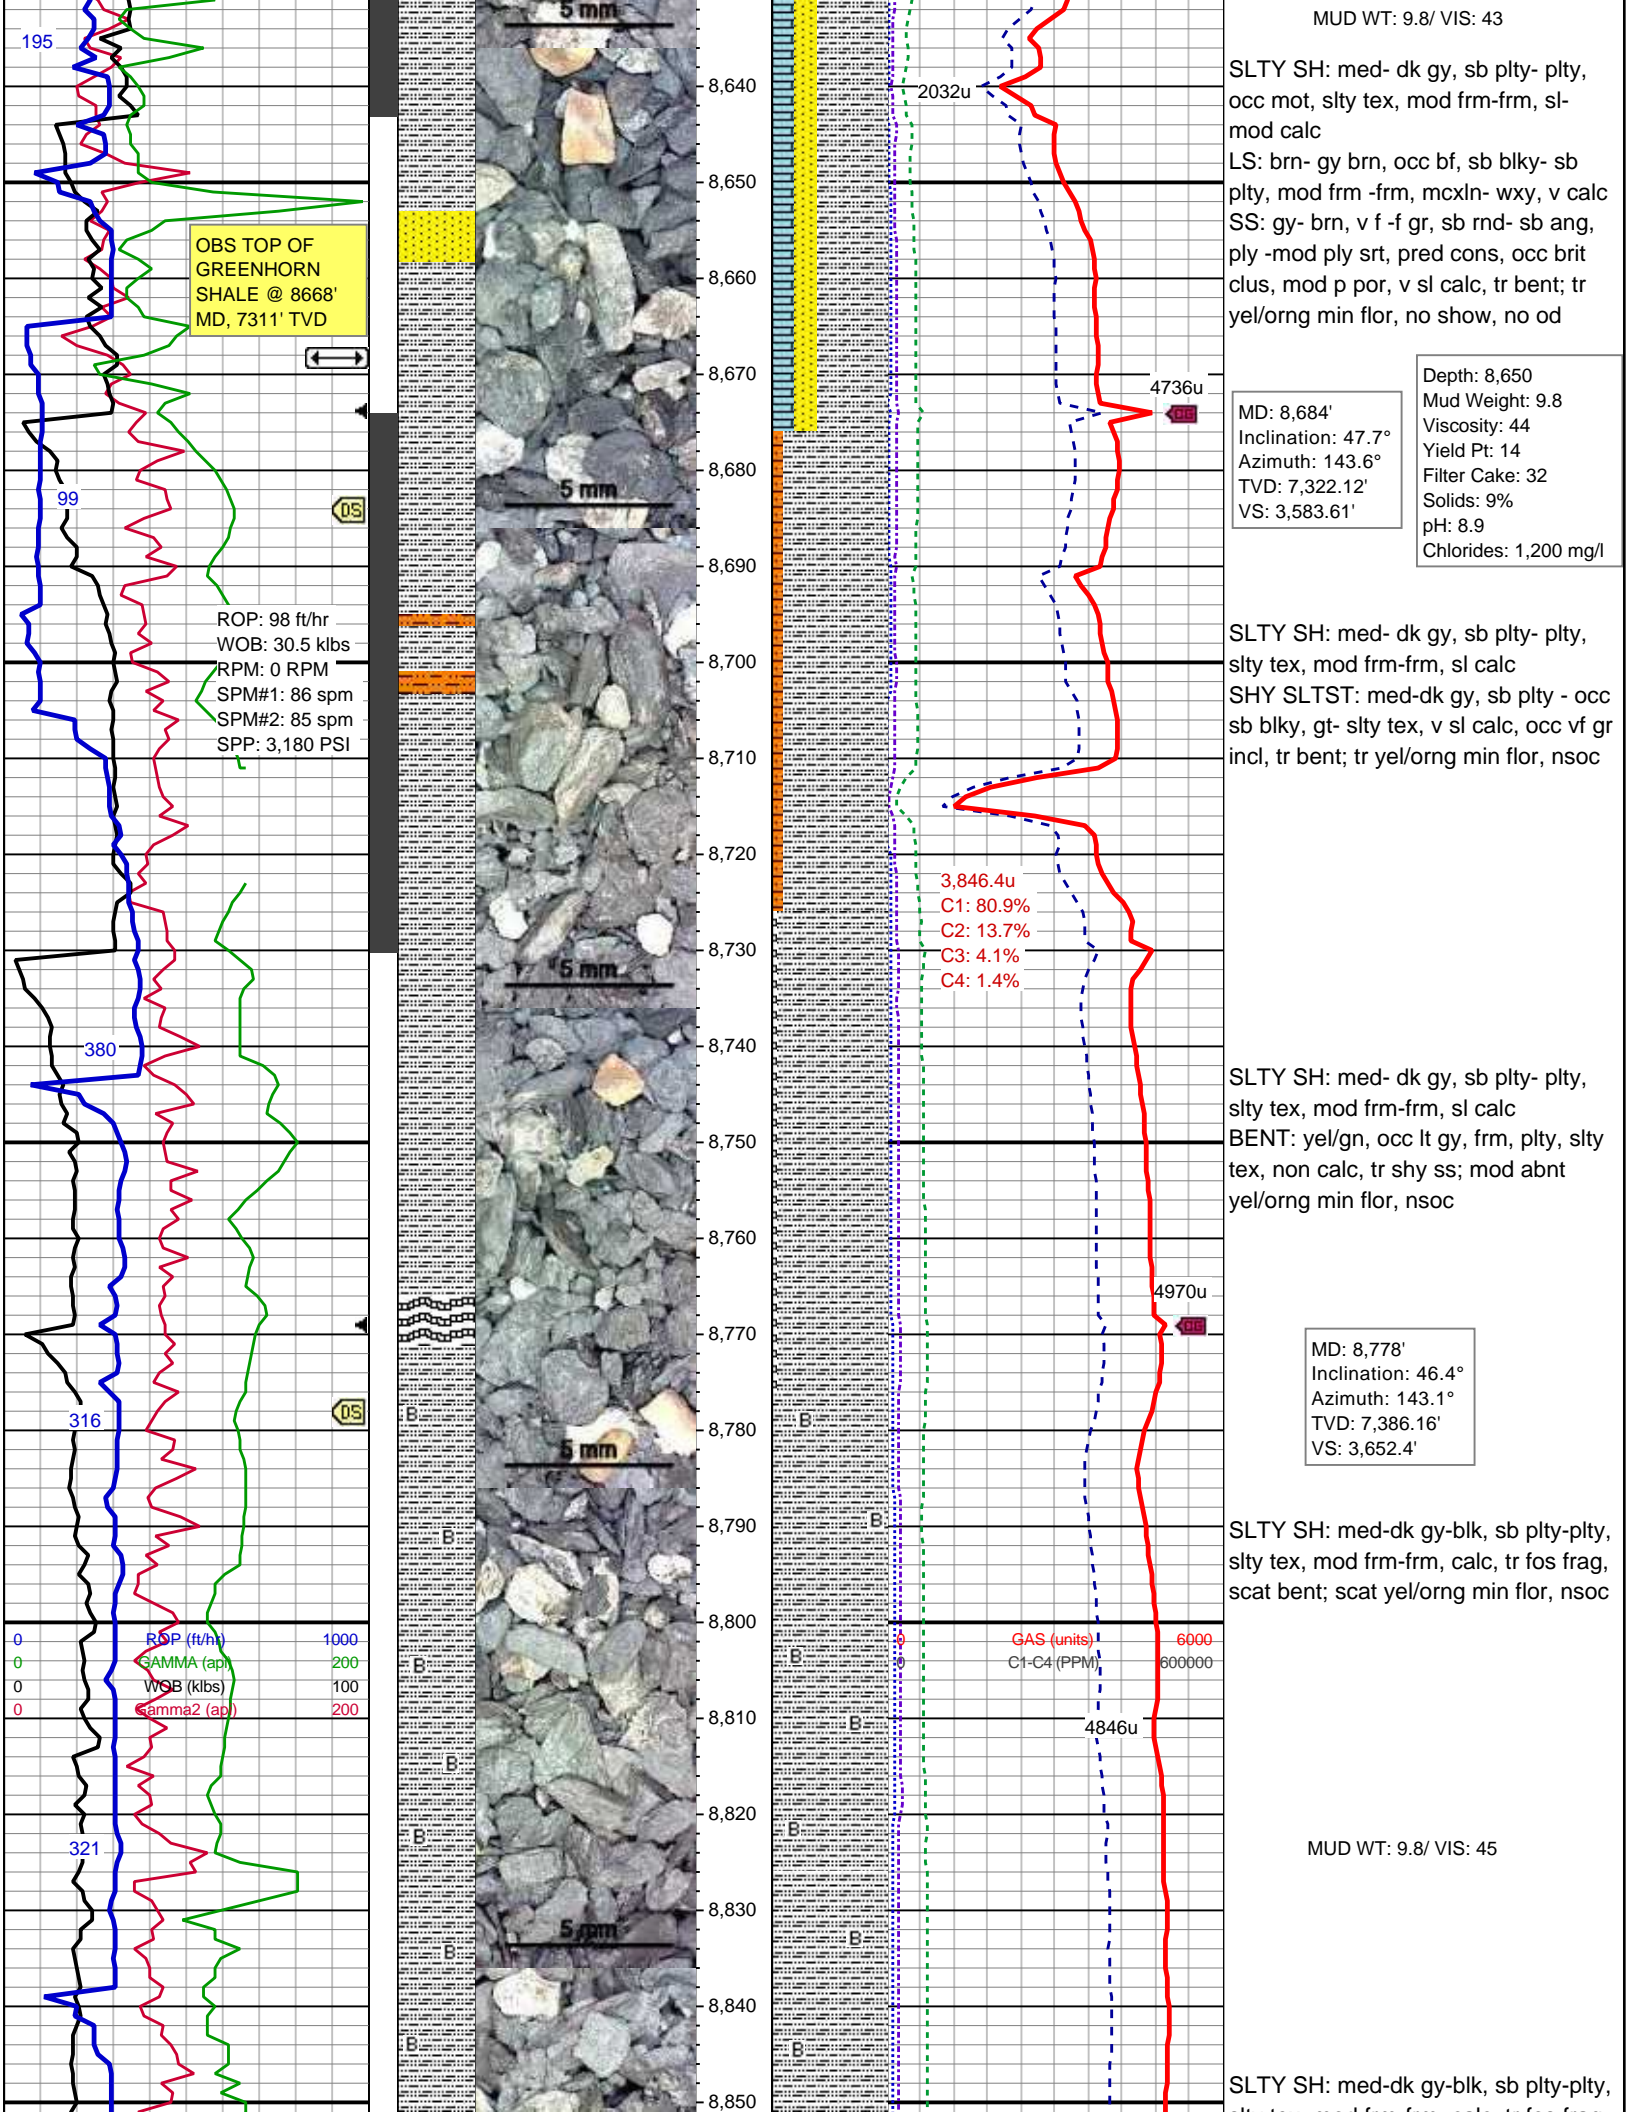 5 mm
MUD WT: 9.8/ VIS: 43
195
SLTY SH: med- dk gy, sb plty- plty,
occ mot, slty tex, mod frm-frm, sl-
mod calc
LS: brn- gy brn, occ bf, sb blky- sb
plty, mod frm -frm, mcxln- wxy, v calc
SS: gy- brn, v f -f gr, sb rnd- sb ang,
ply -mod ply srt, pred cons, occ brit
clus, mod p por, v sl calc, tr bent; tr
yel/orng min flor, no show, no od
8,640
2032u
8,650
OBS TOP OF
GREENHORN
SHALE @ 8668'
MD, 7311' TVD
8,660
8,670
4736u
CG
MD: 8,684'
Inclination: 47.7°
Azimuth: 143.6°
TVD: 7,322.12'
VS: 3,583.61'
Depth: 8,650
Mud Weight: 9.8
Viscosity: 44
Yield Pt: 14
Filter Cake: 32
Solids: 9%
pH: 8.9
Chlorides: 1,200 mg/l
8,680
99
5 mm
DS
8,690
ROP: 98 ft/hr
WOB: 30.5 klbs
RPM: 0 RPM
SPM#1: 86 spm
SPM#2: 85 spm
SPP: 3,180 PSI
8,700
SLTY SH: med- dk gy, sb plty- plty,
slty tex, mod frm-frm, sl calc
SHY SLTST: med-dk gy, sb plty - occ
sb blky, gt- slty tex, v sl calc, occ vf gr
incl, tr bent; tr yel/orng min flor, nsoc
8,710
8,720
3,846.4u
C1: 80.9%
C2: 13.7%
C3: 4.1%
C4: 1.4%
8,730
5 mm
8,740
380
SLTY SH: med- dk gy, sb plty- plty,
slty tex, mod frm-frm, sl calc
BENT: yel/gn, occ lt gy, frm, plty, slty
tex, non calc, tr shy ss; mod abnt
yel/orng min flor, nsoc
8,750
8,760
4970u
CG
8,770
MD: 8,778'
Inclination: 46.4°
Azimuth: 143.1°
TVD: 7,386.16'
VS: 3,652.4'
316
DS
B
B
8,780
5 mm
B
B
8,790
SLTY SH: med-dk gy-blk, sb plty-plty,
slty tex, mod frm-frm, calc, tr fos frag,
scat bent; scat yel/orng min flor, nsoc
8,800
0 ROP (ft/hr) 1000
0 GAMMA (api) 200
0 WOB (klbs) 100
0 Gamma2 (api) 200
0 GAS (units) 6000
0 C1-C4 (PPM) 600000
B
B
8,810
B
4846u
B
8,820
B
B
321
MUD WT: 9.8/ VIS: 45
8,830
5 mm
B
B
8,840
B
B
8,850
SLTY SH: med-dk gy-blk, sb plty-plty,